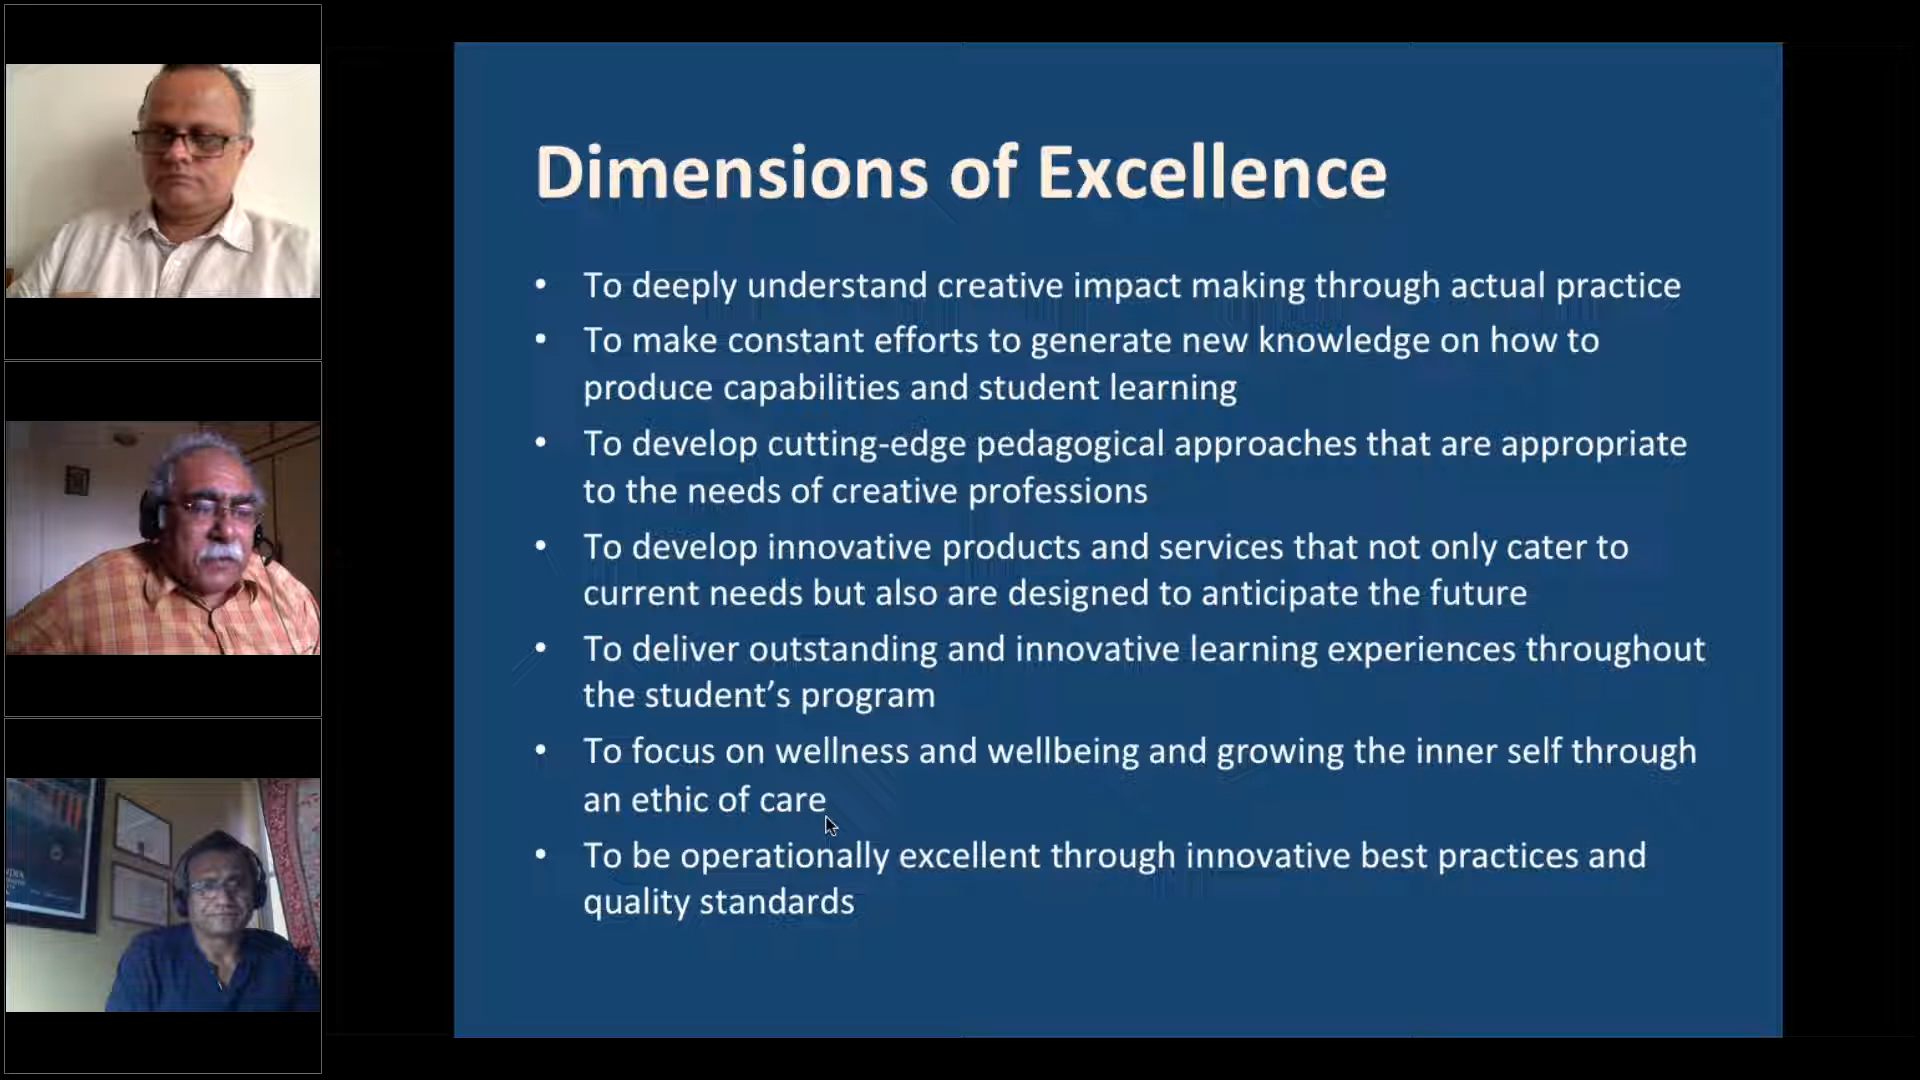 Dimensions of Excellence
• To deeply understand creative impact making through actual practice
• To make constant efforts to generate new knowledge on how to
produce capabilities and student learning
• To develop cutting-edge pedagogical approaches that are appropriate
to the needs of creative professions
• To develop innovative products and services that not only cater to
current needs but also are designed to anticipate the future
• To deliver outstanding and innovative learning experiences throughout
the student’s program
• To focus on wellness and wellbeing and growing the inner self through
an ethic of care
• To be operationally excellent through innovative best practices and
quality standards